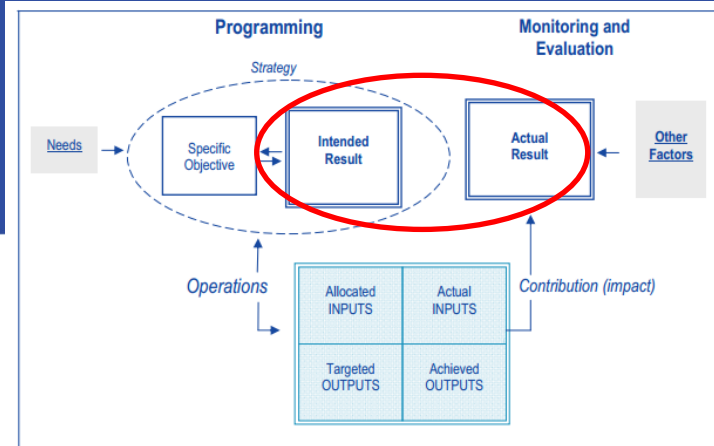 Programming
Monitoring and
Evaluation
Strategy
Needs
Specific
Objective
Intended
Result
Actual
Result
Other
Factors
Operations
Allocated
INPUTS
Actual
INPUTS
Contribution (impact)
Targeted
OUTPUTS
Achieved
OUTPUTS